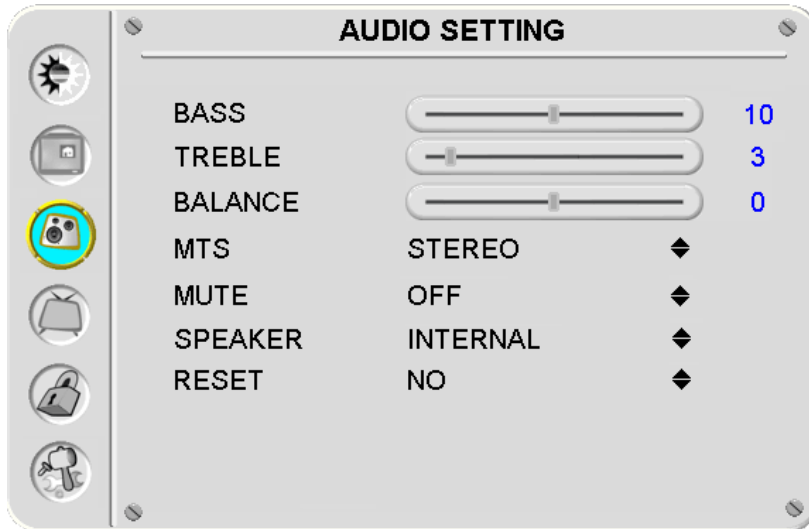 AUDIO SETTING
BASS 10
TREBLE 3
BALANCE 0
MTS STEREO
MUTE OFF
SPEAKER INTERNAL
RESET NO